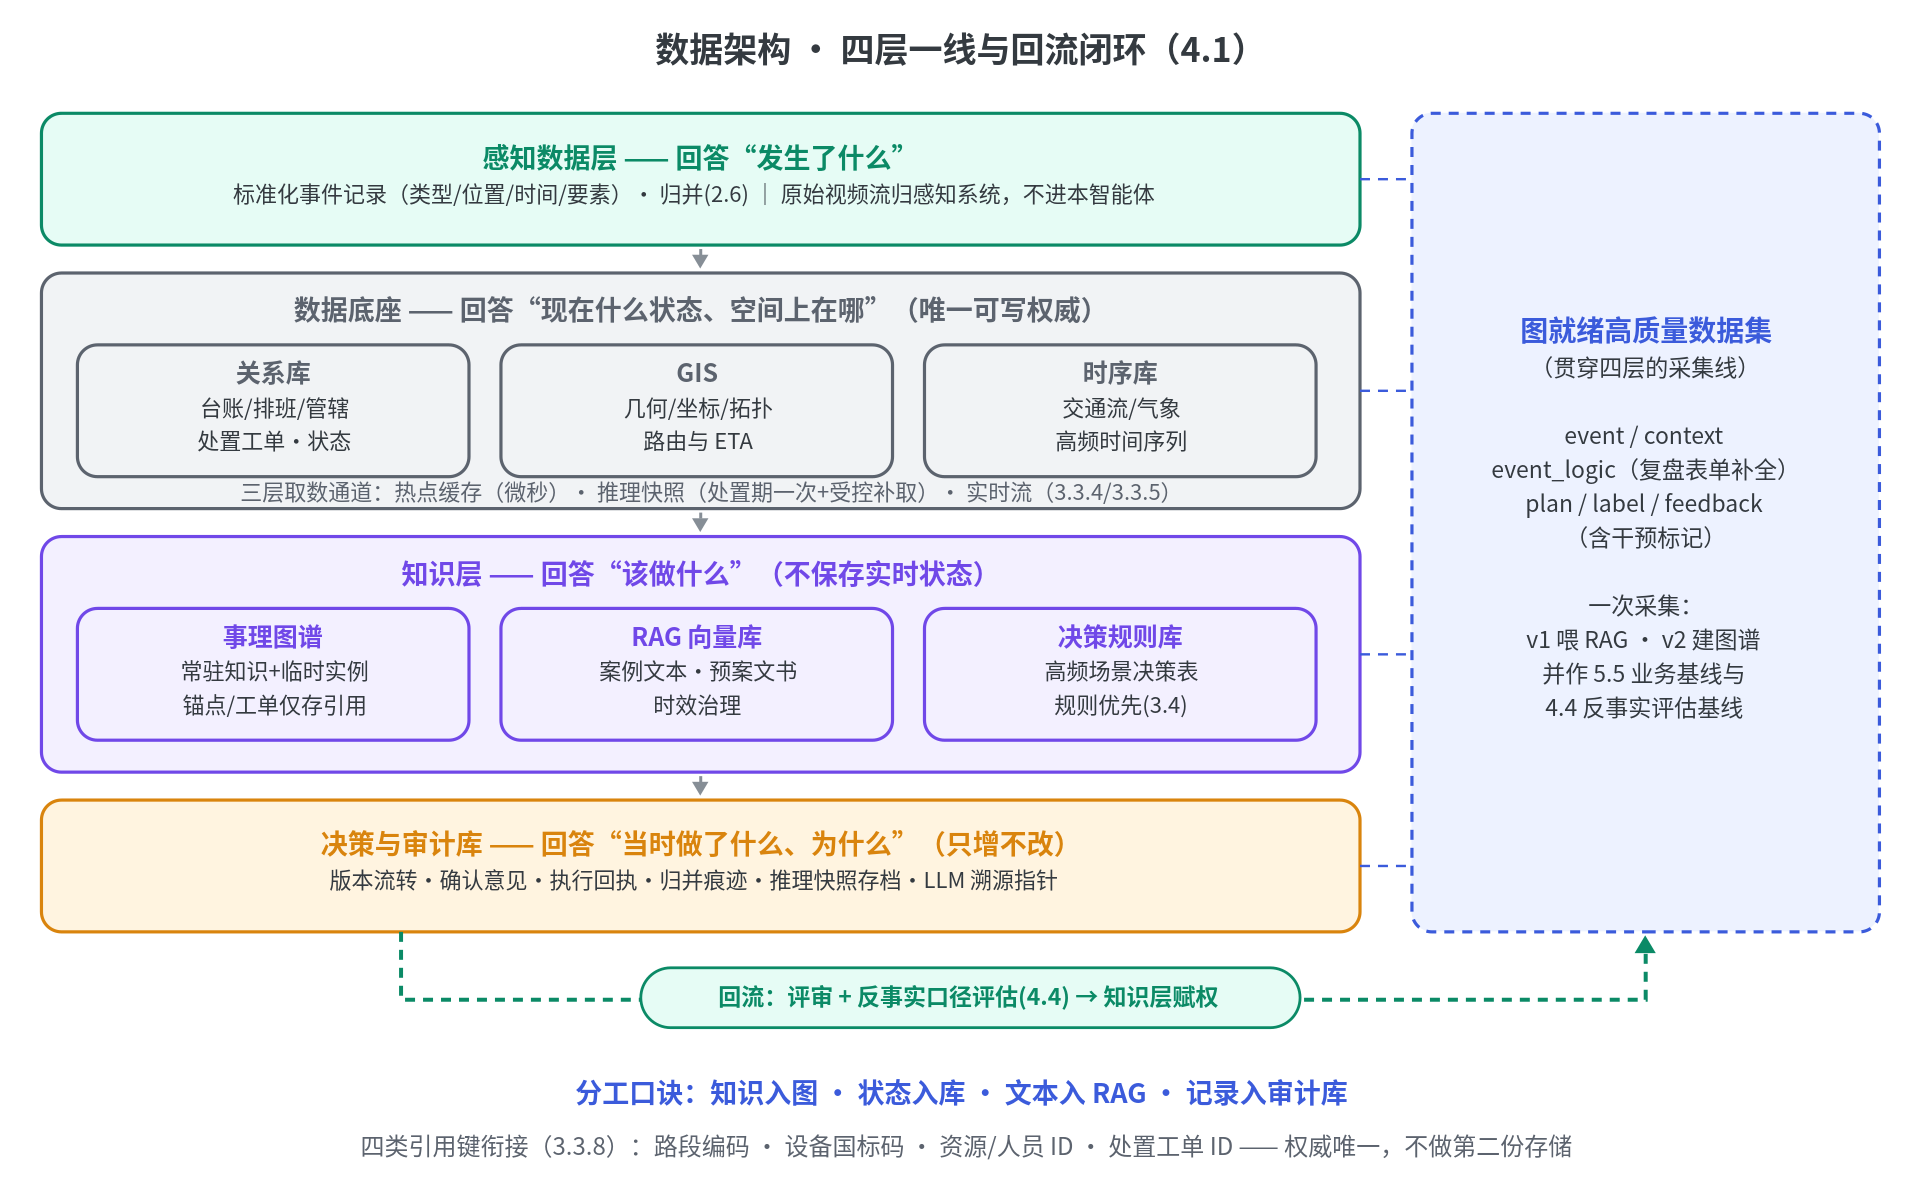 数据架构 · 四层一线与回流闭环（4.1）
感知数据层 —— 回答“发生了什么”
标准化事件记录（类型/位置/时间/要素）· 归并(2.6)｜原始视频流归感知系统，不进本智能体
数据底座 —— 回答“现在什么状态、空间上在哪”（唯一可写权威）
关系库
台账/排班/管辖
处置工单·状态
GIS
几何/坐标/拓扑
路由与 ETA
时序库
交通流/气象
高频时间序列
三层取数通道：热点缓存（微秒）· 推理快照（处置期一次+受控补取）· 实时流（3.3.4/3.3.5）
知识层 —— 回答“该做什么”（不保存实时状态）
事理图谱
常驻知识+临时实例
锚点/工单仅存引用
RAG 向量库
案例文本·预案文书
时效治理
决策规则库
高频场景决策表
规则优先(3.4)
决策与审计库 —— 回答“当时做了什么、为什么”（只增不改）
版本流转·确认意见·执行回执·归并痕迹·推理快照存档·LLM 溯源指针
图就绪高质量数据集
（贯穿四层的采集线）
event / context
event_logic（复盘表单补全）
plan / label / feedback
（含干预标记）
一次采集：
v1 喂 RAG · v2 建图谱
并作 5.5 业务基线与
4.4 反事实评估基线
回流：评审 + 反事实口径评估(4.4) → 知识层赋权
分工口诀：知识入图 · 状态入库 · 文本入 RAG · 记录入审计库
四类引用键衔接（3.3.8）：路段编码 · 设备国标码 · 资源/人员 ID · 处置工单 ID —— 权威唯一，不做第二份存储